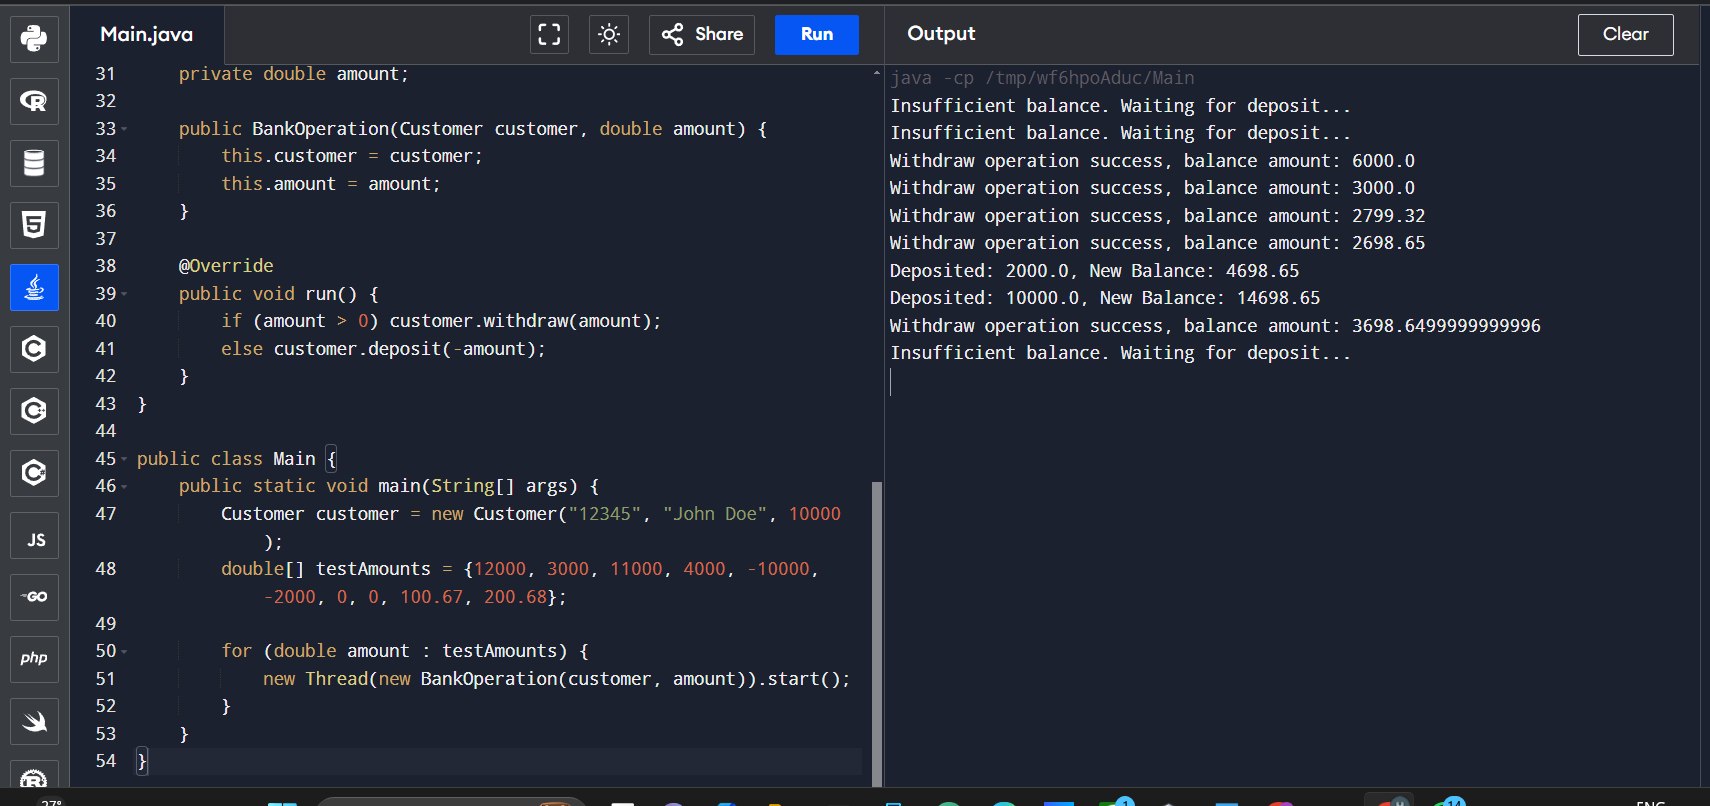 Main.java
Share
Run
Output
Clear
31 private double amount;
32
33 public BankOperation(Customer customer, double amount) {
34 this.customer = customer;
35 this.amount = amount;
36 }
37
38 @Override
39 public void run() {
40 if (amount > 0) customer.withdraw(amount);
41 else customer.deposit(-amount);
42 }
43 }
44
45 public class Main {
46 public static void main(String[] args) {
47 Customer customer = new Customer("12345", "John Doe", 10000
);
48 double[] testAmounts = {12000, 3000, 11000, 4000, -10000,
-2000, 0, 0, 100.67, 200.68};
49
50 for (double amount : testAmounts) {
51 new Thread(new BankOperation(customer, amount)).start();
52 }
53 }
54 }
java -cp /tmp/wf6hpoAduc/Main
Insufficient balance. Waiting for deposit...
Insufficient balance. Waiting for deposit...
Withdraw operation success, balance amount: 6000.0
Withdraw operation success, balance amount: 3000.0
Withdraw operation success, balance amount: 2799.32
Withdraw operation success, balance amount: 2698.65
Deposited: 2000.0, New Balance: 4698.65
Deposited: 10000.0, New Balance: 14698.65
Withdraw operation success, balance amount: 3698.6499999999996
Insufficient balance. Waiting for deposit...
R
5
C
C
C
JS
GO
php
R
27°
1
14
ENG